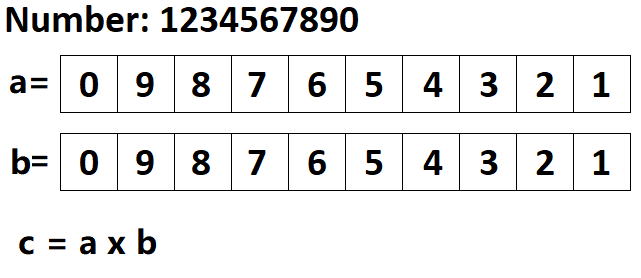 Number: 1234567890
a= 0 9 8 7 6 5 4 3 2 1
b= 0 9 8 7 6 5 4 3 2 1
c = a x b